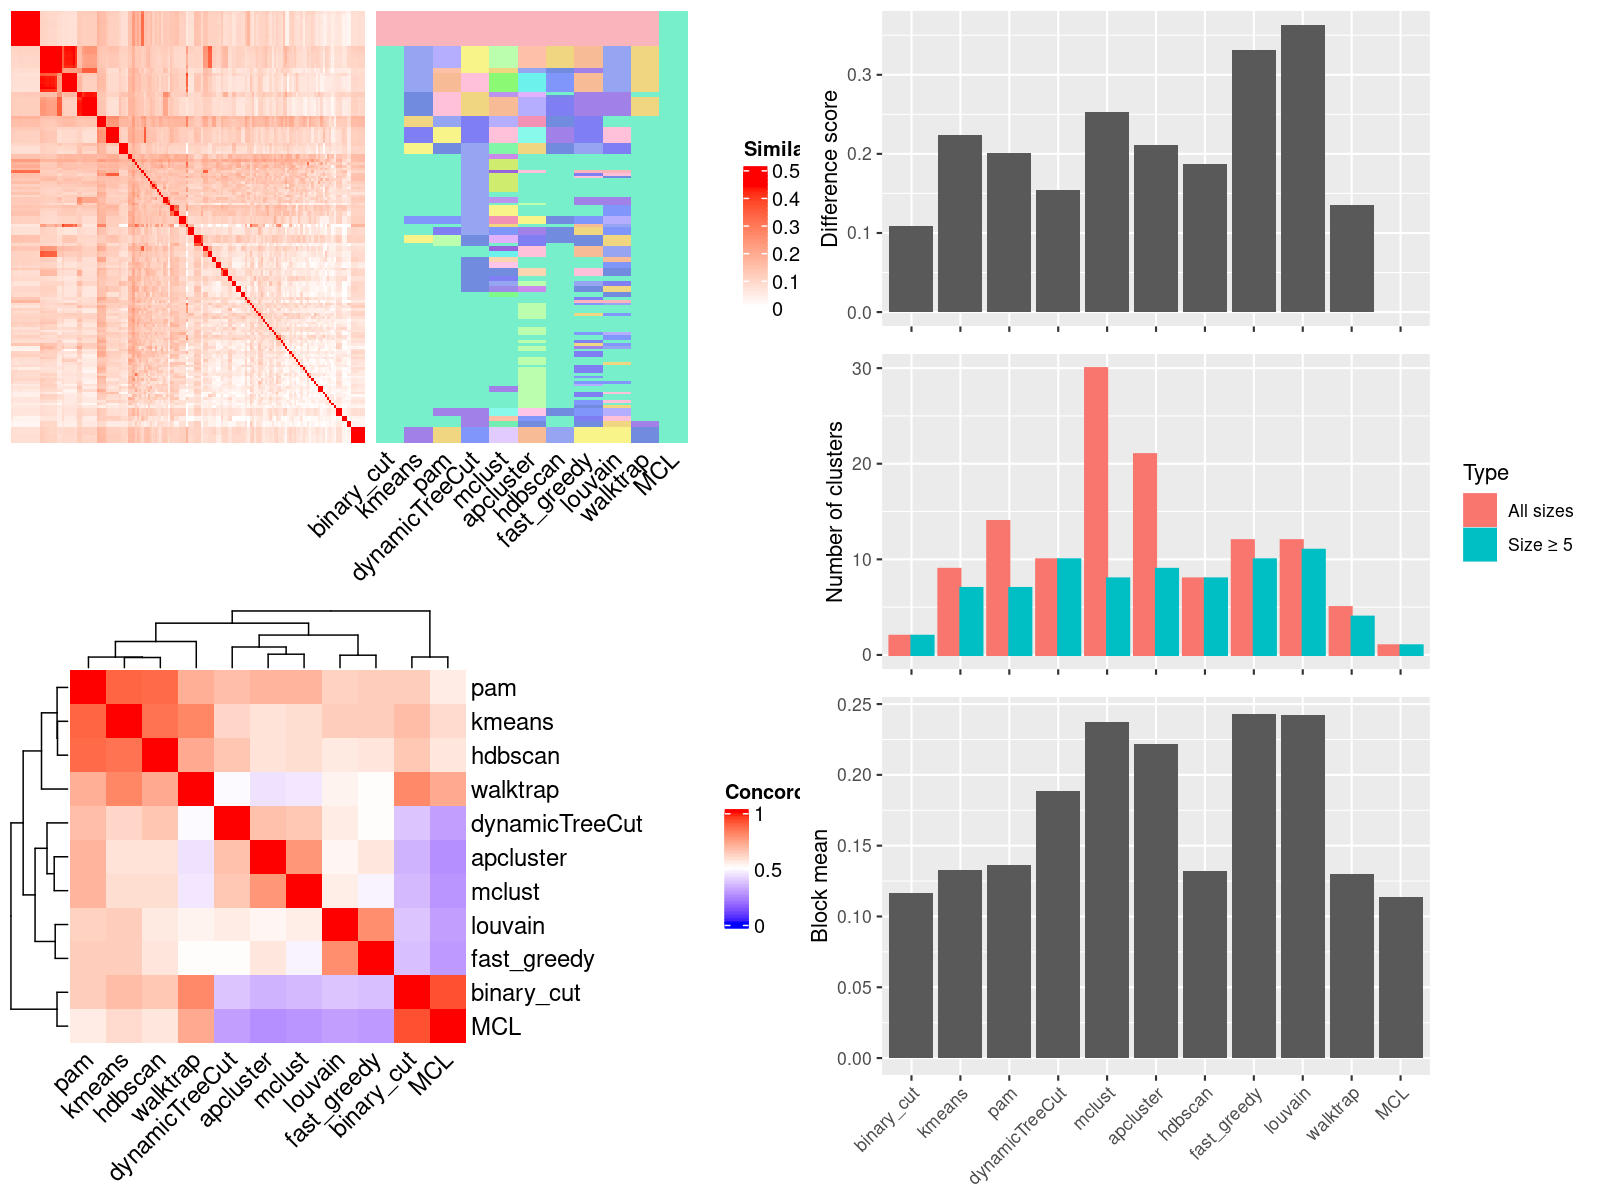 Simila
0.5
0.4
0.3
0.2
0.1
0
binary_cut
kmeans
pam
dynamicTreeCut
mclust
apcluster
hdbscan
fast_greedy
louvain
walktrap
MCL
pam
kmeans
hdbscan
walktrap
dynamicTreeCut
apcluster
mclust
louvain
fast_greedy
binary_cut
MCL
pam
kmeans
hdbscan
walktrap
dynamicTreeCut
apcluster
mclust
louvain
fast_greedy
binary_cut
MCL
Concord
1
0.5
0
Difference score
0.3
0.2
0.1
0.0
Number of clusters
30
20
10
0
Type
All sizes
Size ≥ 5
Block mean
0.25
0.20
0.15
0.10
0.05
0.00
binary_cut
kmeans
pam
dynamicTreeCut
mclust
apcluster
hdbscan
fast_greedy
louvain
walktrap
MCL